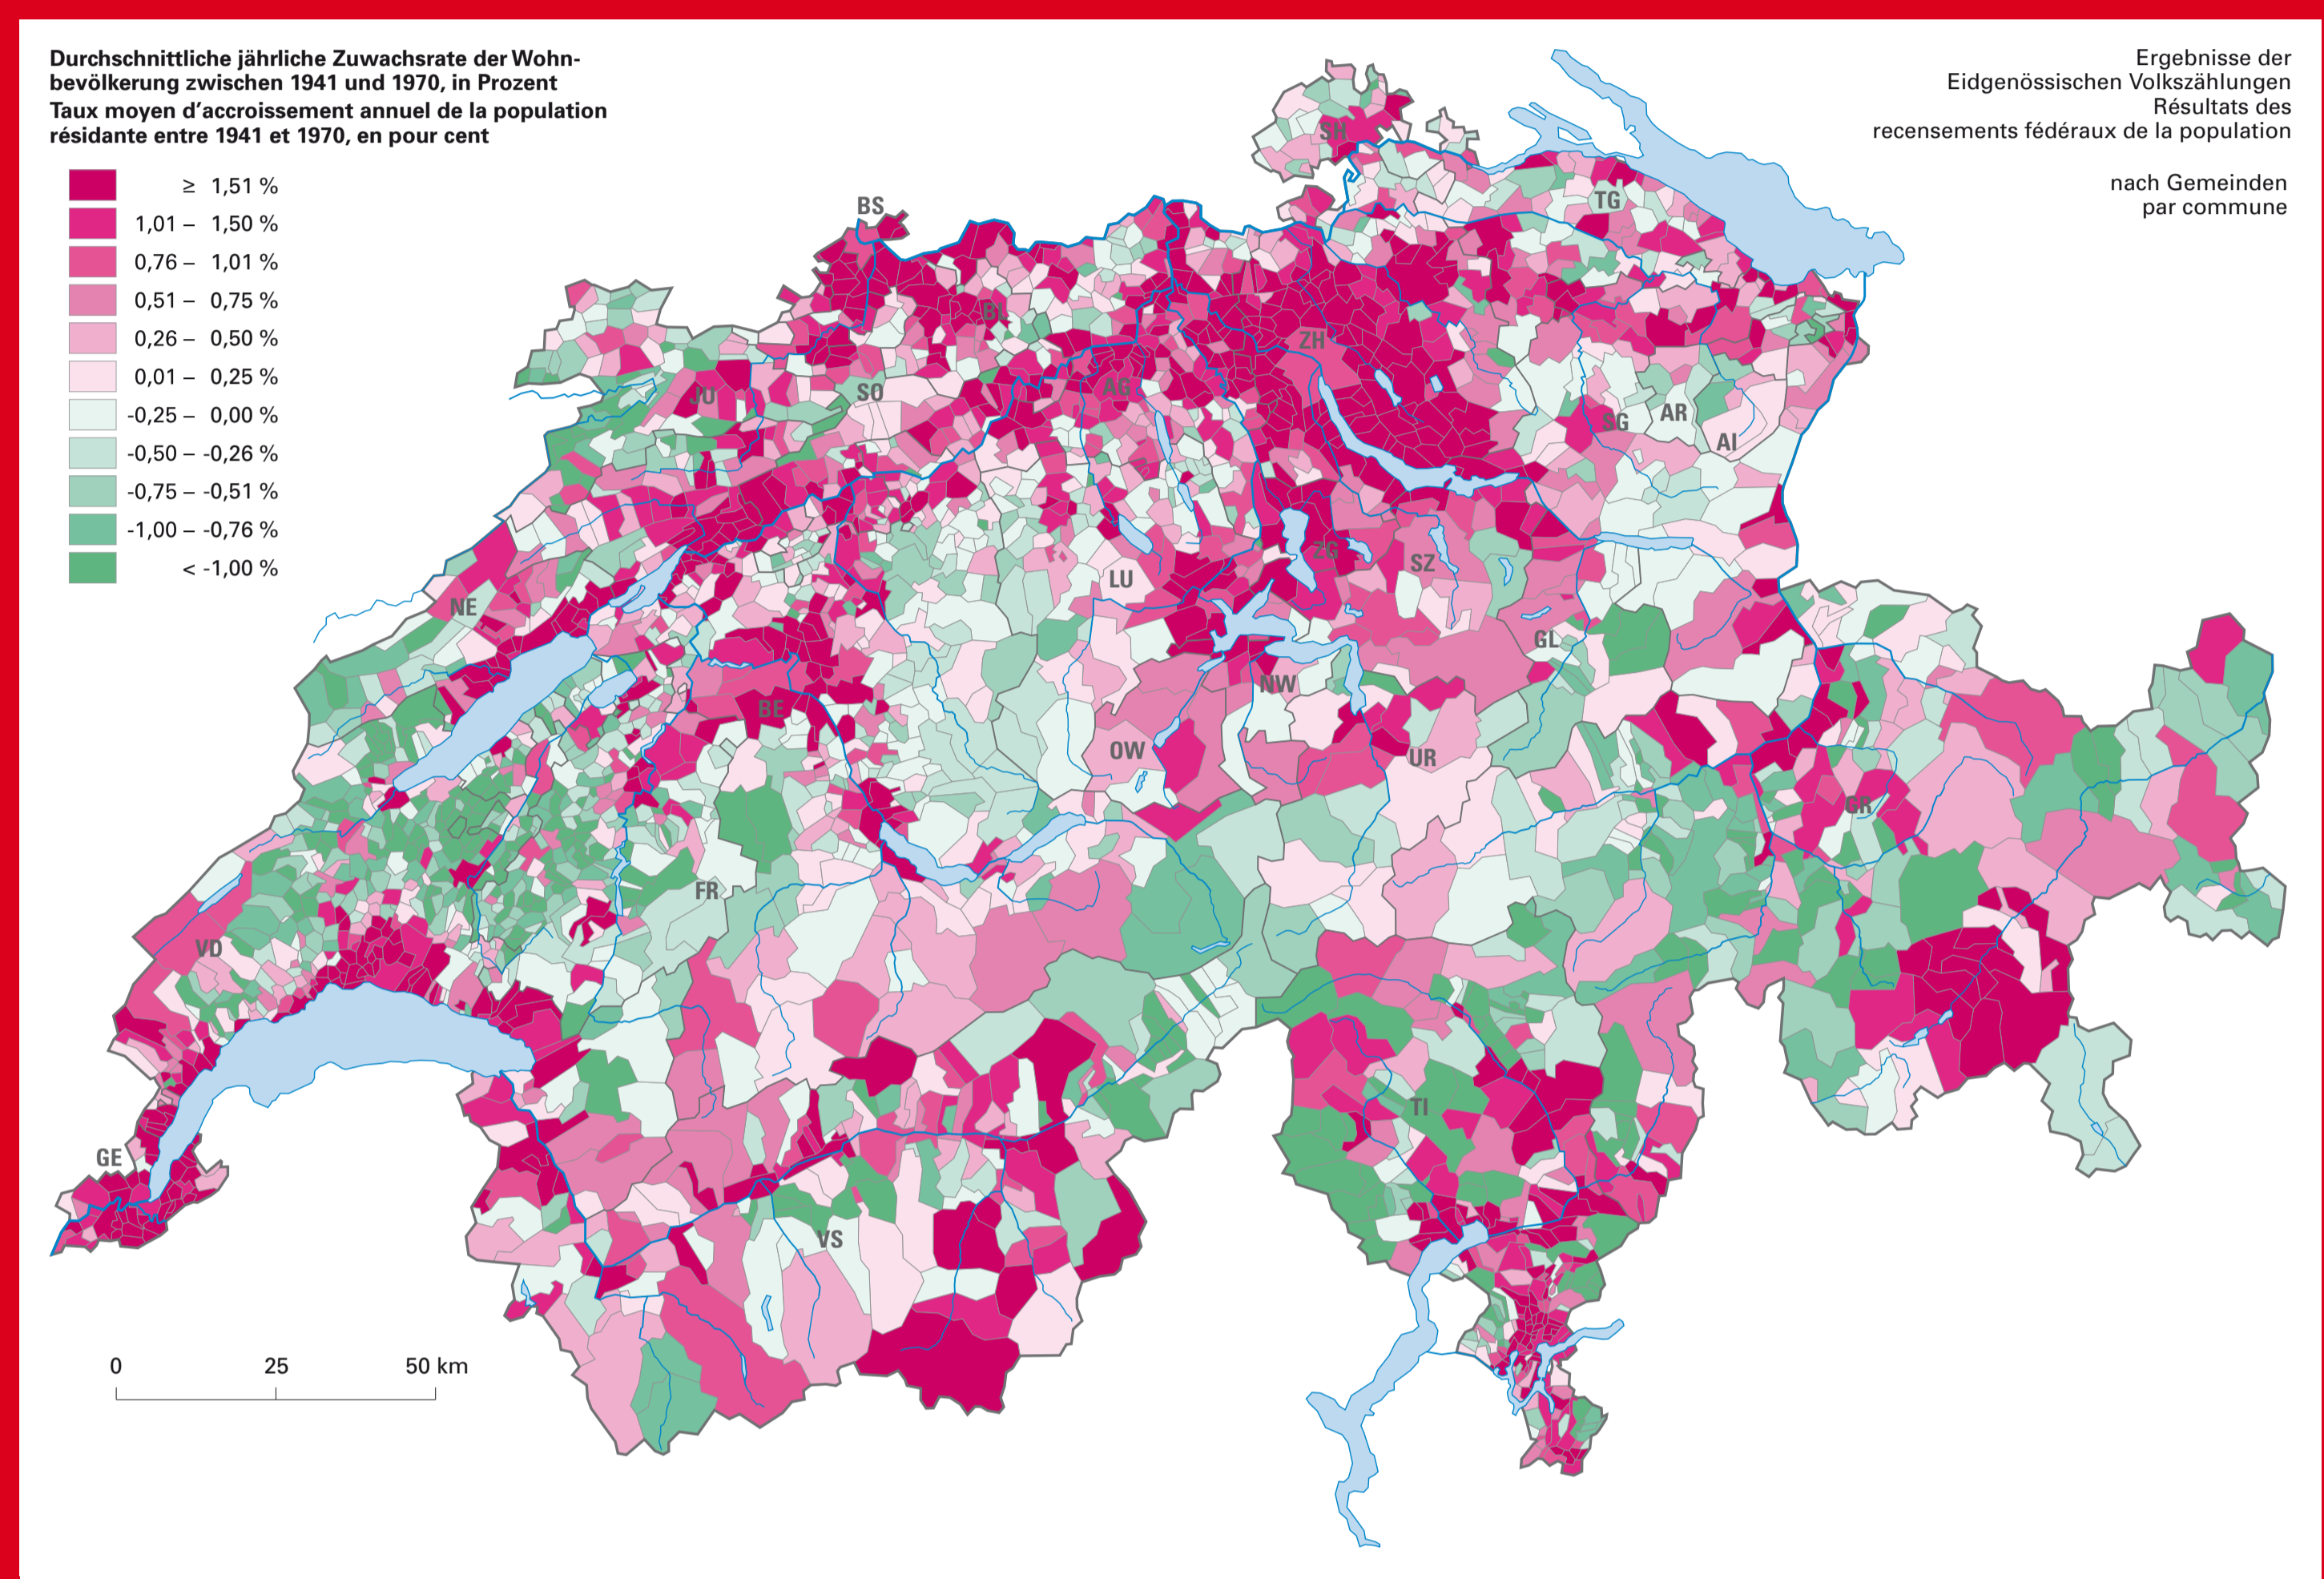 Durchschnittliche jährliche Zuwachsrate der Wohn-
bevölkerung zwischen 1941 und 1970, in Prozent
Taux moyen d’accroissement annuel de la population
résidante entre 1941 et 1970, en pour cent
≥ 1,51 %
1,01 – 1,50 %
0,76 – 1,01 %
0,51 – 0,75 %
0,26 – 0,50 %
0,01 – 0,25 %
-0,25 – 0,00 %
-0,50 – -0,26 %
-0,75 – -0,51 %
-1,00 – -0,76 %
< -1,00 %
Ergebnisse der
Eidgenössischen Volkszählungen
Résultats des
recensements fédéraux de la population
nach Gemeinden
par commune
SH
BS
TG
BL
ZH
JU
SO
AG
SG
AR
AI
ZG
SZ
LU
NE
GL
NW
BE
OW
UR
GR
FR
VD
TI
GE
VS
0 25 50 km